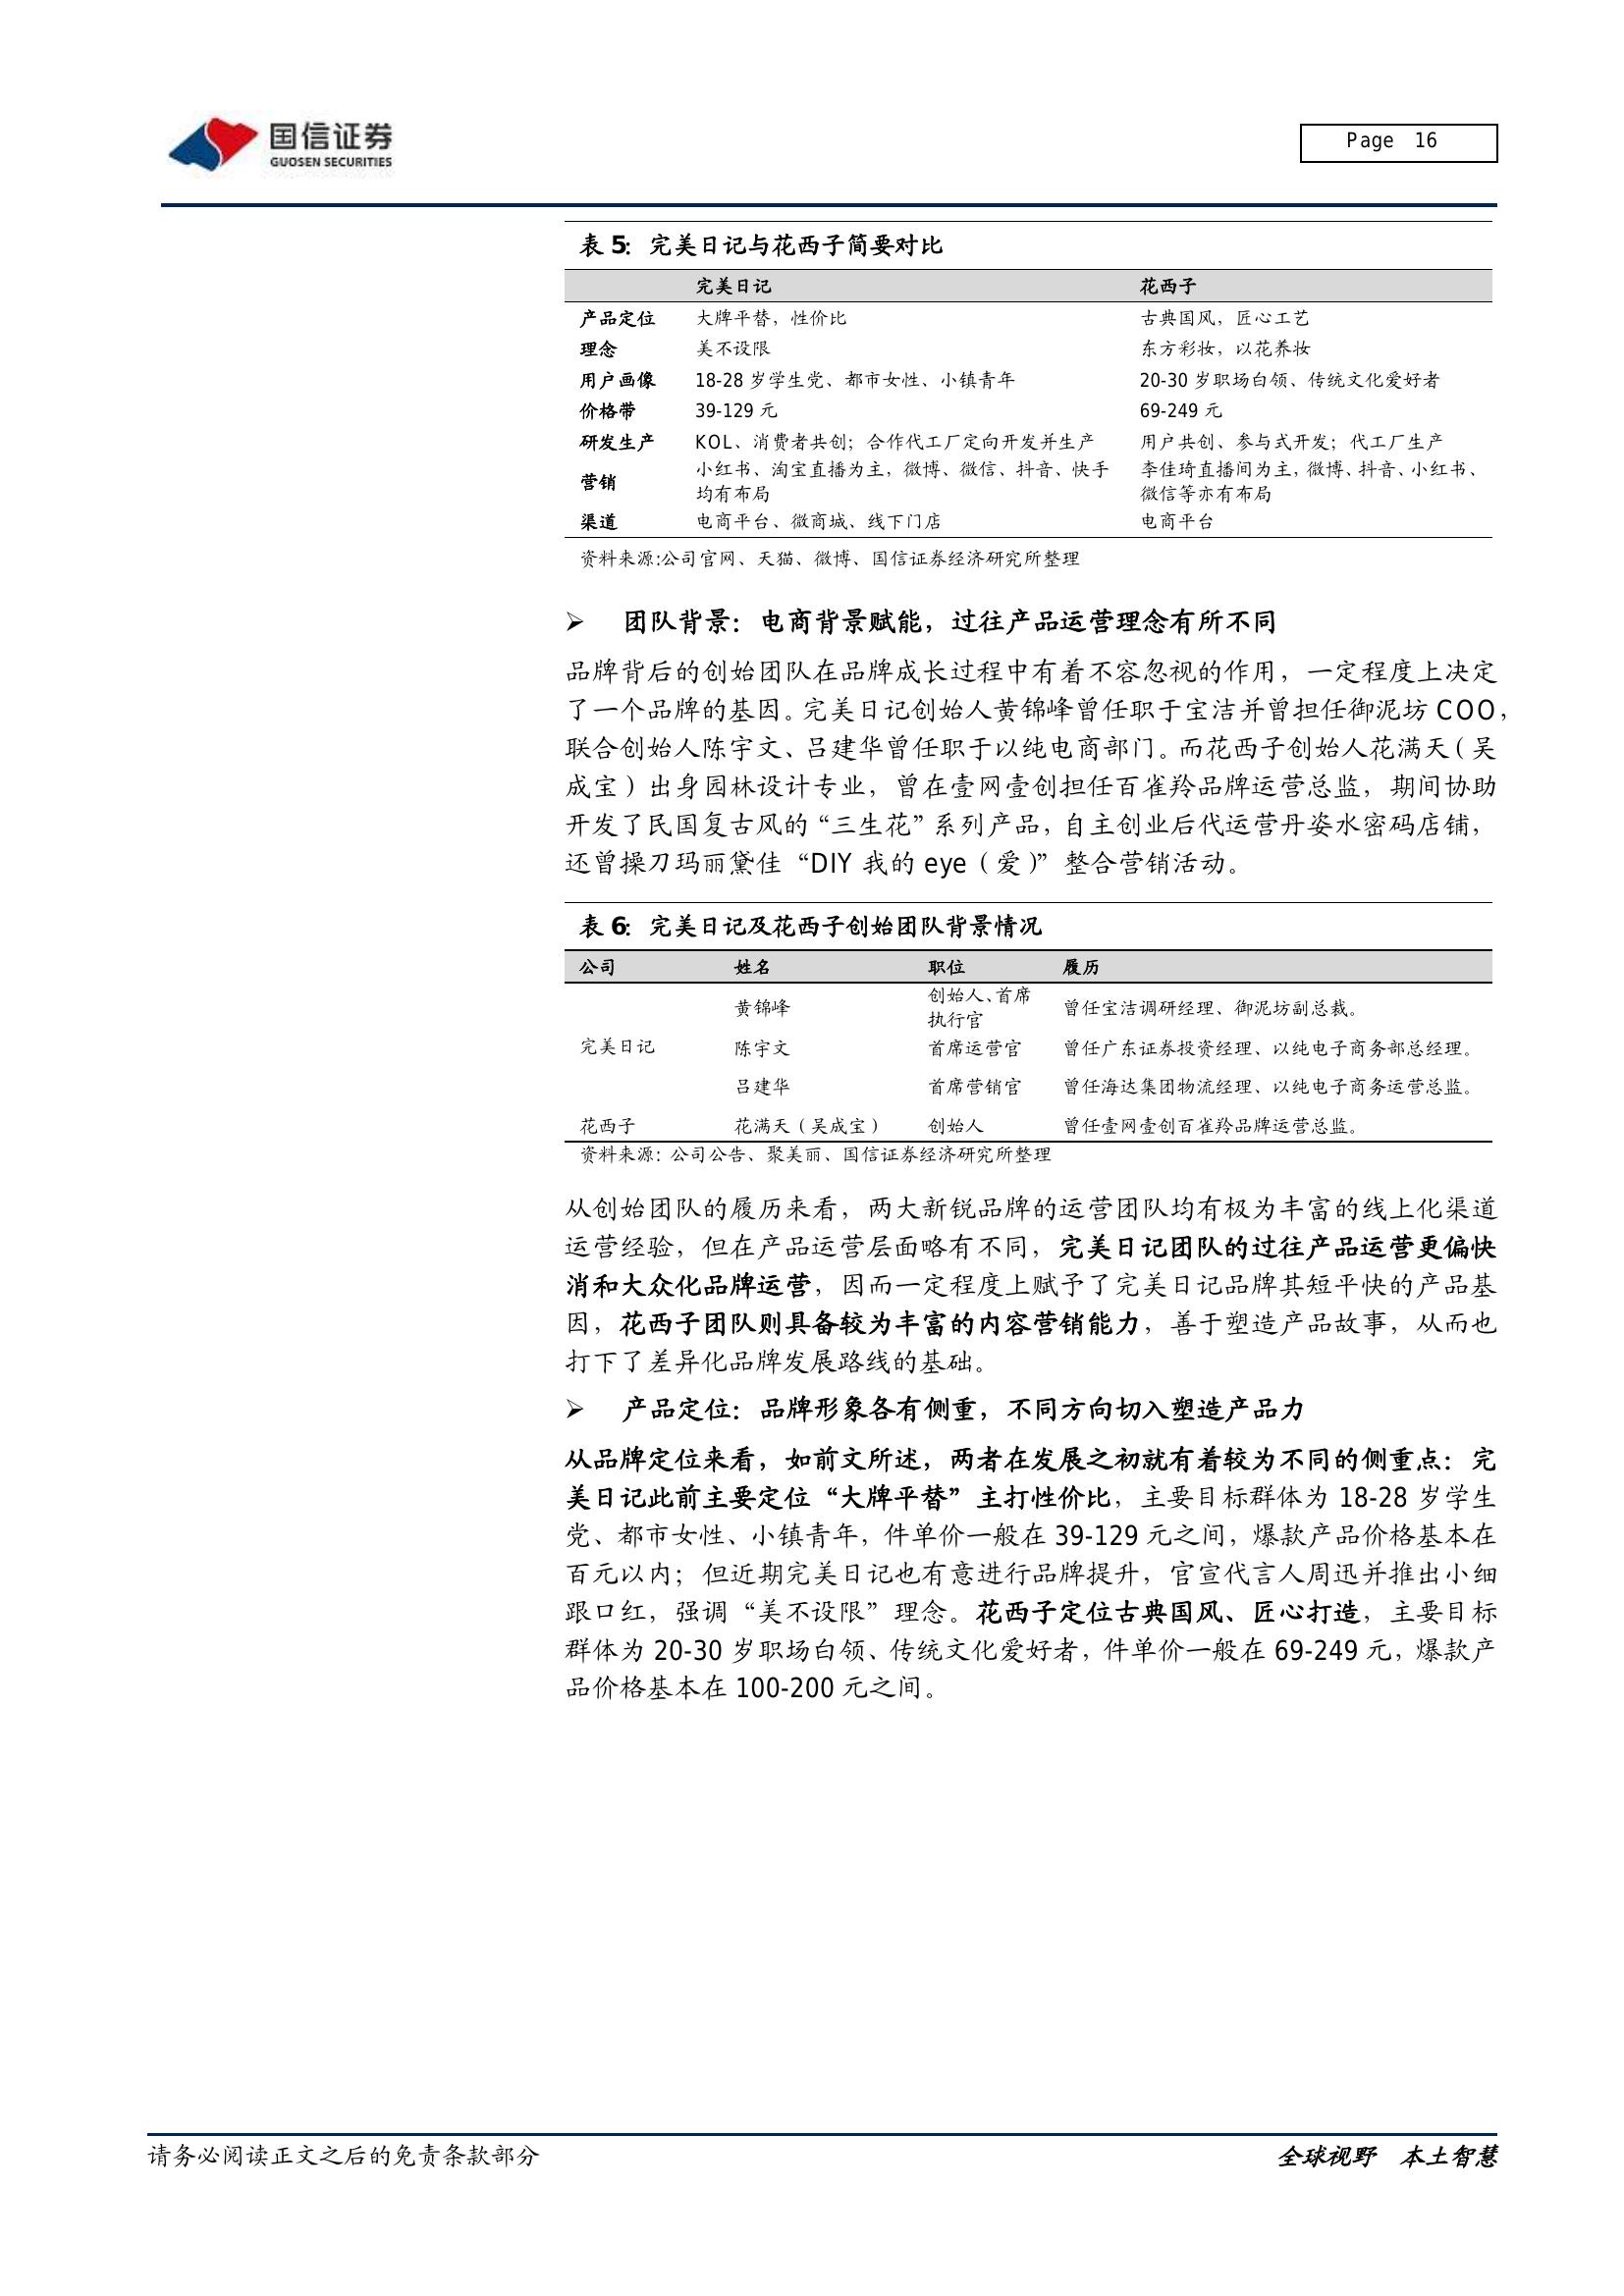 国信证券
GUOSEN SECURITIES
Page 16
表 5：完美日记与花西子简要对比
完美日记 花西子
产品定位 大牌平替，性价比 古典国风，匠心工艺
理念 美不设限 东方彩妆，以花养妆
用户画像 18-28 岁学生党、都市女性、小镇青年 20-30 岁职场白领、传统文化爱好者
价格带 39-129 元 69-249 元
研发生产 KOL、消费者共创；合作代工厂定向开发并生产 用户共创、参与式开发；代工厂生产
营销 小红书、淘宝直播为主，微博、微信、抖音、快手 李佳琦直播间为主，微博、抖音、小红书、
均有布局 微信等亦有布局
渠道 电商平台、微商城、线下门店 电商平台
资料来源:公司官网、天猫、微博、国信证券经济研究所整理
➢ 团队背景：电商背景赋能，过往产品运营理念有所不同
品牌背后的创始团队在品牌成长过程中有着不容忽视的作用，一定程度上决定
了一个品牌的基因。完美日记创始人黄锦峰曾任职于宝洁并曾担任御泥坊 COO，
联合创始人陈宇文、吕建华曾任职于以纯电商部门。而花西子创始人花满天（吴
成宝）出身园林设计专业，曾在壹网壹创担任百雀羚品牌运营总监，期间协助
开发了民国复古风的“三生花”系列产品，自主创业后代运营丹姿水密码店铺，
还曾操刀玛丽黛佳“DIY 我的 eye（爱）”整合营销活动。
表 6：完美日记及花西子创始团队背景情况
公司 姓名 职位 履历
黄锦峰 创始人、首席执行官 曾任宝洁调研经理、御泥坊副总裁。
完美日记 陈宇文 首席运营官 曾任广东证券投资经理、以纯电子商务部总经理。
吕建华 首席营销官 曾任海达集团物流经理、以纯电子商务运营总监。
花西子 花满天（吴成宝） 创始人 曾任壹网壹创百雀羚品牌运营总监。
资料来源：公司公告、聚美丽、国信证券经济研究所整理
从创始团队的履历来看，两大新锐品牌的运营团队均有极为丰富的线上化渠道
运营经验，但在产品运营层面略有不同，完美日记团队的过往产品运营更偏快
消和大众化品牌运营，因而一定程度上赋予了完美日记品牌其短平快的产品基
因，花西子团队则具备较为丰富的内容营销能力，善于塑造产品故事，从而也
打下了差异化品牌发展路线的基础。
➢ 产品定位：品牌形象各有侧重，不同方向切入塑造产品力
从品牌定位来看，如前文所述，两者在发展之初就有着较为不同的侧重点：完
美日记此前主要定位“大牌平替”主打性价比，主要目标群体为 18-28 岁学生
党、都市女性、小镇青年，件单价一般在 39-129 元之间，爆款产品价格基本在
百元以内；但近期完美日记也有意进行品牌提升，官宣代言人周迅并推出小细
跟口红，强调“美不设限”理念。花西子定位古典国风、匠心打造，主要目标
群体为 20-30 岁职场白领、传统文化爱好者，件单价一般在 69-249 元，爆款产
品价格基本在 100-200 元之间。
请务必阅读正文之后的免责条款部分
全球视野 本土智慧